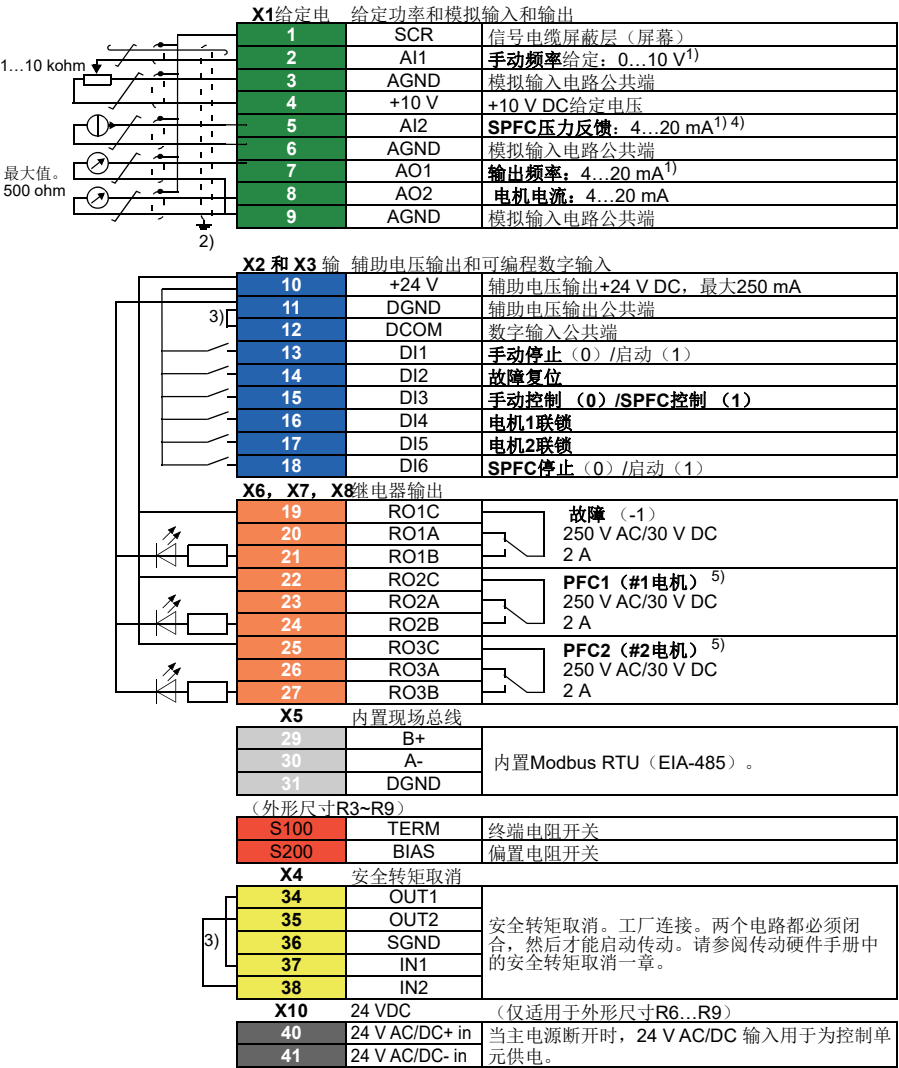 X1给定电 给定功率和模拟输入和输出
1 SCR 信号电缆屏蔽层（屏幕）
1…10 kohm
2 AI1 手动频率给定：0…10 V1)
3 AGND 模拟输入电路公共端
4 +10 V +10 V DC给定电压
5 AI2 SPFC压力反馈：4…20 mA1) 4)
6 AGND 模拟输入电路公共端
最大值。
500 ohm
7 AO1 输出频率：4…20 mA1)
8 AO2 电机电流：4…20 mA
9 AGND 模拟输入电路公共端
2)
X2 和 X3 输 辅助电压输出和可编程数字输入
10 +24 V 辅助电压输出+24 V DC，最大250 mA
11 DGND 辅助电压输出公共端
3)
12 DCOM 数字输入公共端
13 DI1 手动停止（0）/启动（1）
14 DI2 故障复位
15 DI3 手动控制 （0）/SPFC控制 （1）
16 DI4 电机1联锁
17 DI5 电机2联锁
18 DI6 SPFC停止（0）/启动（1）
X6，X7，X8继电器输出
19 RO1C 故障 （-1）
20 RO1A 250 V AC/30 V DC
21 RO1B 2 A
22 RO2C PFC1（#1电机）5)
23 RO2A 250 V AC/30 V DC
24 RO2B 2 A
25 RO3C PFC2（#2电机）5)
26 RO3A 250 V AC/30 V DC
27 RO3B 2 A
X5 内置现场总线
29 B+
30 A- 内置Modbus RTU（EIA-485）。
31 DGND
（外形尺寸R3~R9）
S100 TERM 终端电阻开关
S200 BIAS 偏置电阻开关
X4 安全转矩取消
34 OUT1
35 OUT2
3)
36 SGND
37 IN1
38 IN2
安全转矩取消。工厂连接。两个电路都必须闭
合，然后才能启动传动。请参阅传动硬件手册中
的安全转矩取消一章。
X10 24 VDC （仅适用于外形尺寸R6…R9）
40 24 V AC/DC+ in 当主电源断开时，24 V AC/DC 输入用于为控制单
41 24 V AC/DC- in 元供电。